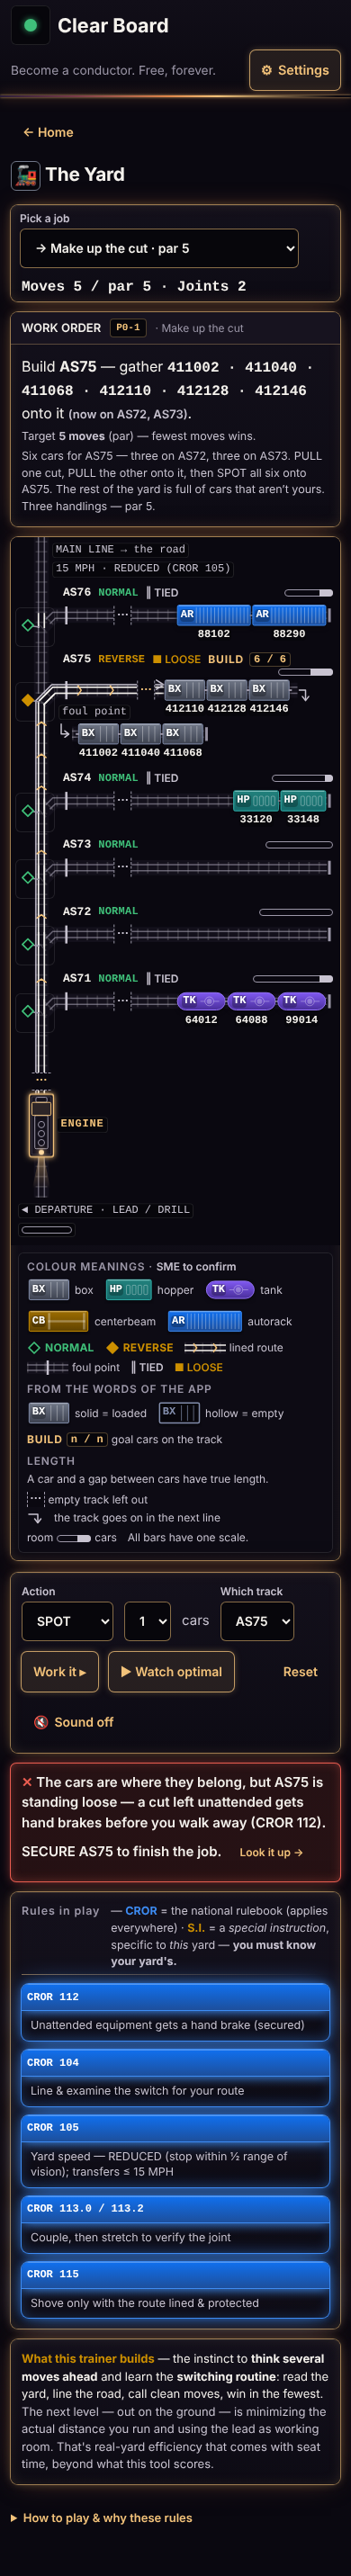 Clear Board
Become a conductor. Free, forever.
⚙ Settings
← Home
The Yard
Pick a job
→ Make up the cut · par 5
Moves 5 / par 5 · Joints 2
WORK ORDER P0-1 · Make up the cut
Build AS75 — gather 411002 · 411040 ·
411068 · 412110 · 412128 · 412146
onto it (now on AS72, AS73).
Target 5 moves (par) — fewest moves wins.
Six cars for AS75 — three on AS72, three on AS73. PULL
one cut, PULL the other onto it, then SPOT all six onto
AS75. The rest of the yard is full of cars that aren't yours.
Three handlings — par 5.
MAIN LINE → the road
15 MPH · REDUCED (CROR 105)
AS76 NORMAL ‖ TIED
AR AR
88102 88290
AS75 REVERSE ■ LOOSE BUILD 6 / 6
BX BX BX
412110 412128 412146
foul point
BX BX BX
411002 411040 411068
AS74 NORMAL ‖ TIED
HP HP
33120 33148
AS73 NORMAL
AS72 NORMAL
AS71 NORMAL ‖ TIED
TK TK TK
64012 64088 99014
ENGINE
◄ DEPARTURE · LEAD / DRILL
COLOUR MEANINGS · SME to confirm
BX box HP hopper TK tank
CB centerbeam AR autorack
◇ NORMAL ◆ REVERSE lined route
foul point ‖ TIED ■ LOOSE
FROM THE WORDS OF THE APP
BX solid = loaded BX hollow = empty
BUILD n / n goal cars on the track
LENGTH
A car and a gap between cars have true length.
··· empty track left out
the track goes on in the next line
room cars All bars have one scale.
Action Which track
SPOT 1 cars AS75
Work it ▸ ▶ Watch optimal Reset
🔇 Sound off
✕ The cars are where they belong, but AS75 is
standing loose — a cut left unattended gets
hand brakes before you walk away (CROR 112).
SECURE AS75 to finish the job. Look it up →
Rules in play — CROR = the national rulebook (applies
everywhere) · S.I. = a special instruction,
specific to this yard — you must know
your yard's.
CROR 112
Unattended equipment gets a hand brake (secured)
CROR 104
Line & examine the switch for your route
CROR 105
Yard speed — REDUCED (stop within ½ range of
vision); transfers ≤ 15 MPH
CROR 113.0 / 113.2
Couple, then stretch to verify the joint
CROR 115
Shove only with the route lined & protected
What this trainer builds — the instinct to think several
moves ahead and learn the switching routine: read the
yard, line the road, call clean moves, win in the fewest.
The next level — out on the ground — is minimizing the
actual distance you run and using the lead as working
room. That's real-yard efficiency that comes with seat
time, beyond what this tool scores.
▶ How to play & why these rules